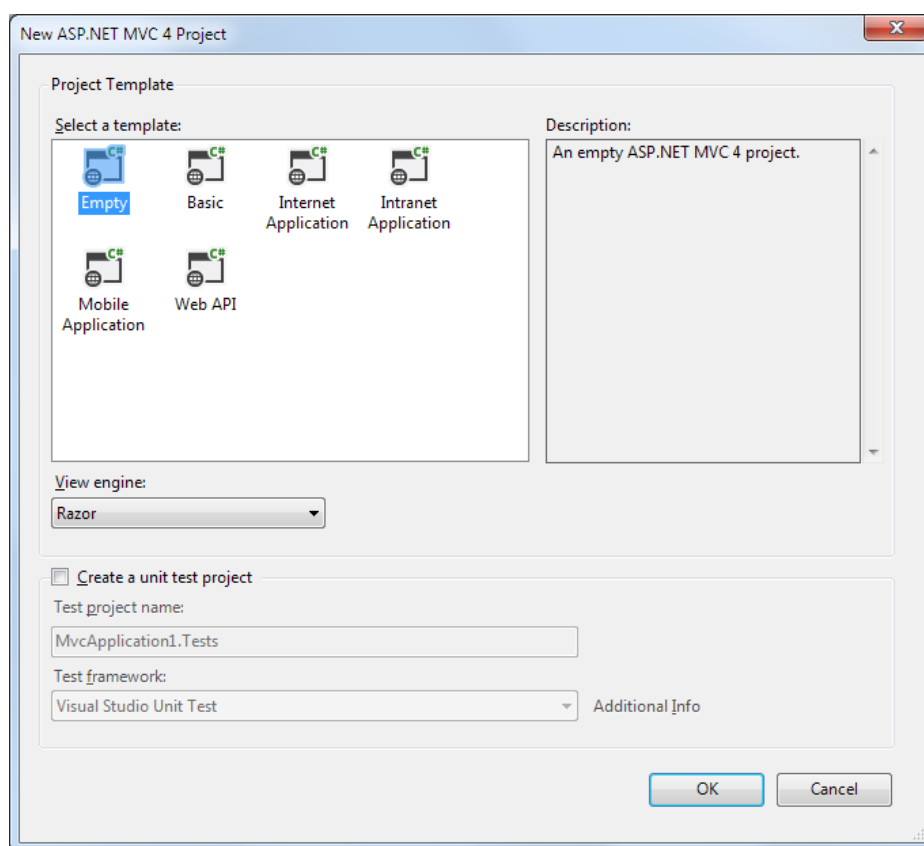 New ASP.NET MVC 4 Project
Project Template
Select a template:
C# C# C# C#
Empty Basic Internet Application Intranet Application
C# C#
Mobile Application Web API
Description:
An empty ASP.NET MVC 4 project.
View engine:
Razor
Create a unit test project
Test project name:
MvcApplication1.Tests
Test framework:
Visual Studio Unit Test
Additional Info
OK Cancel